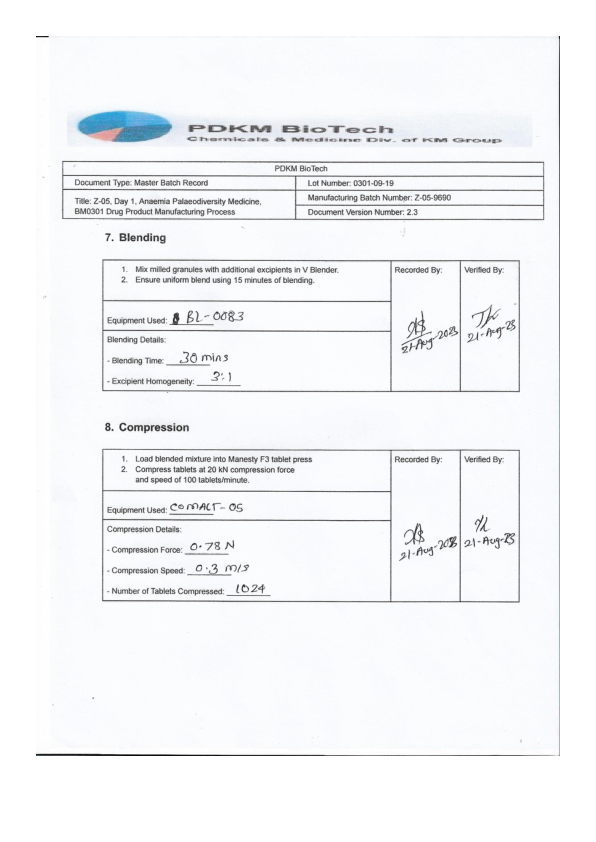 PDKM BioTech
Chemicals & Medicine Div. of KM Group
PDKM BioTech
Document Type: Master Batch Record
Lot Number: 0301-09-19
Title: Z-05, Day 1, Anaemia Palaeodiversity Medicine,
BM0301 Drug Product Manufacturing Process
Manufacturing Batch Number: Z-05-9690
Document Version Number: 2.3
7. Blending
1. Mix milled granules with additional excipients in V Blender.
2. Ensure uniform blend using 15 minutes of blending.
Recorded By:
Verified By:
Equipment Used: BL-0083
Blending Details:
- Blending Time: 30 mins
- Excipient Homogeneity: 3:1
21-Aug-2023
21-Aug-23
8. Compression
1. Load blended mixture into Manesty F3 tablet press
2. Compress tablets at 20 kN compression force
and speed of 100 tablets/minute.
Recorded By:
Verified By:
Equipment Used: COMALT-05
Compression Details:
- Compression Force: 0.78 N
- Compression Speed: 0.3 m/s
- Number of Tablets Compressed: 1024
21-Aug-2023
21-Aug-23